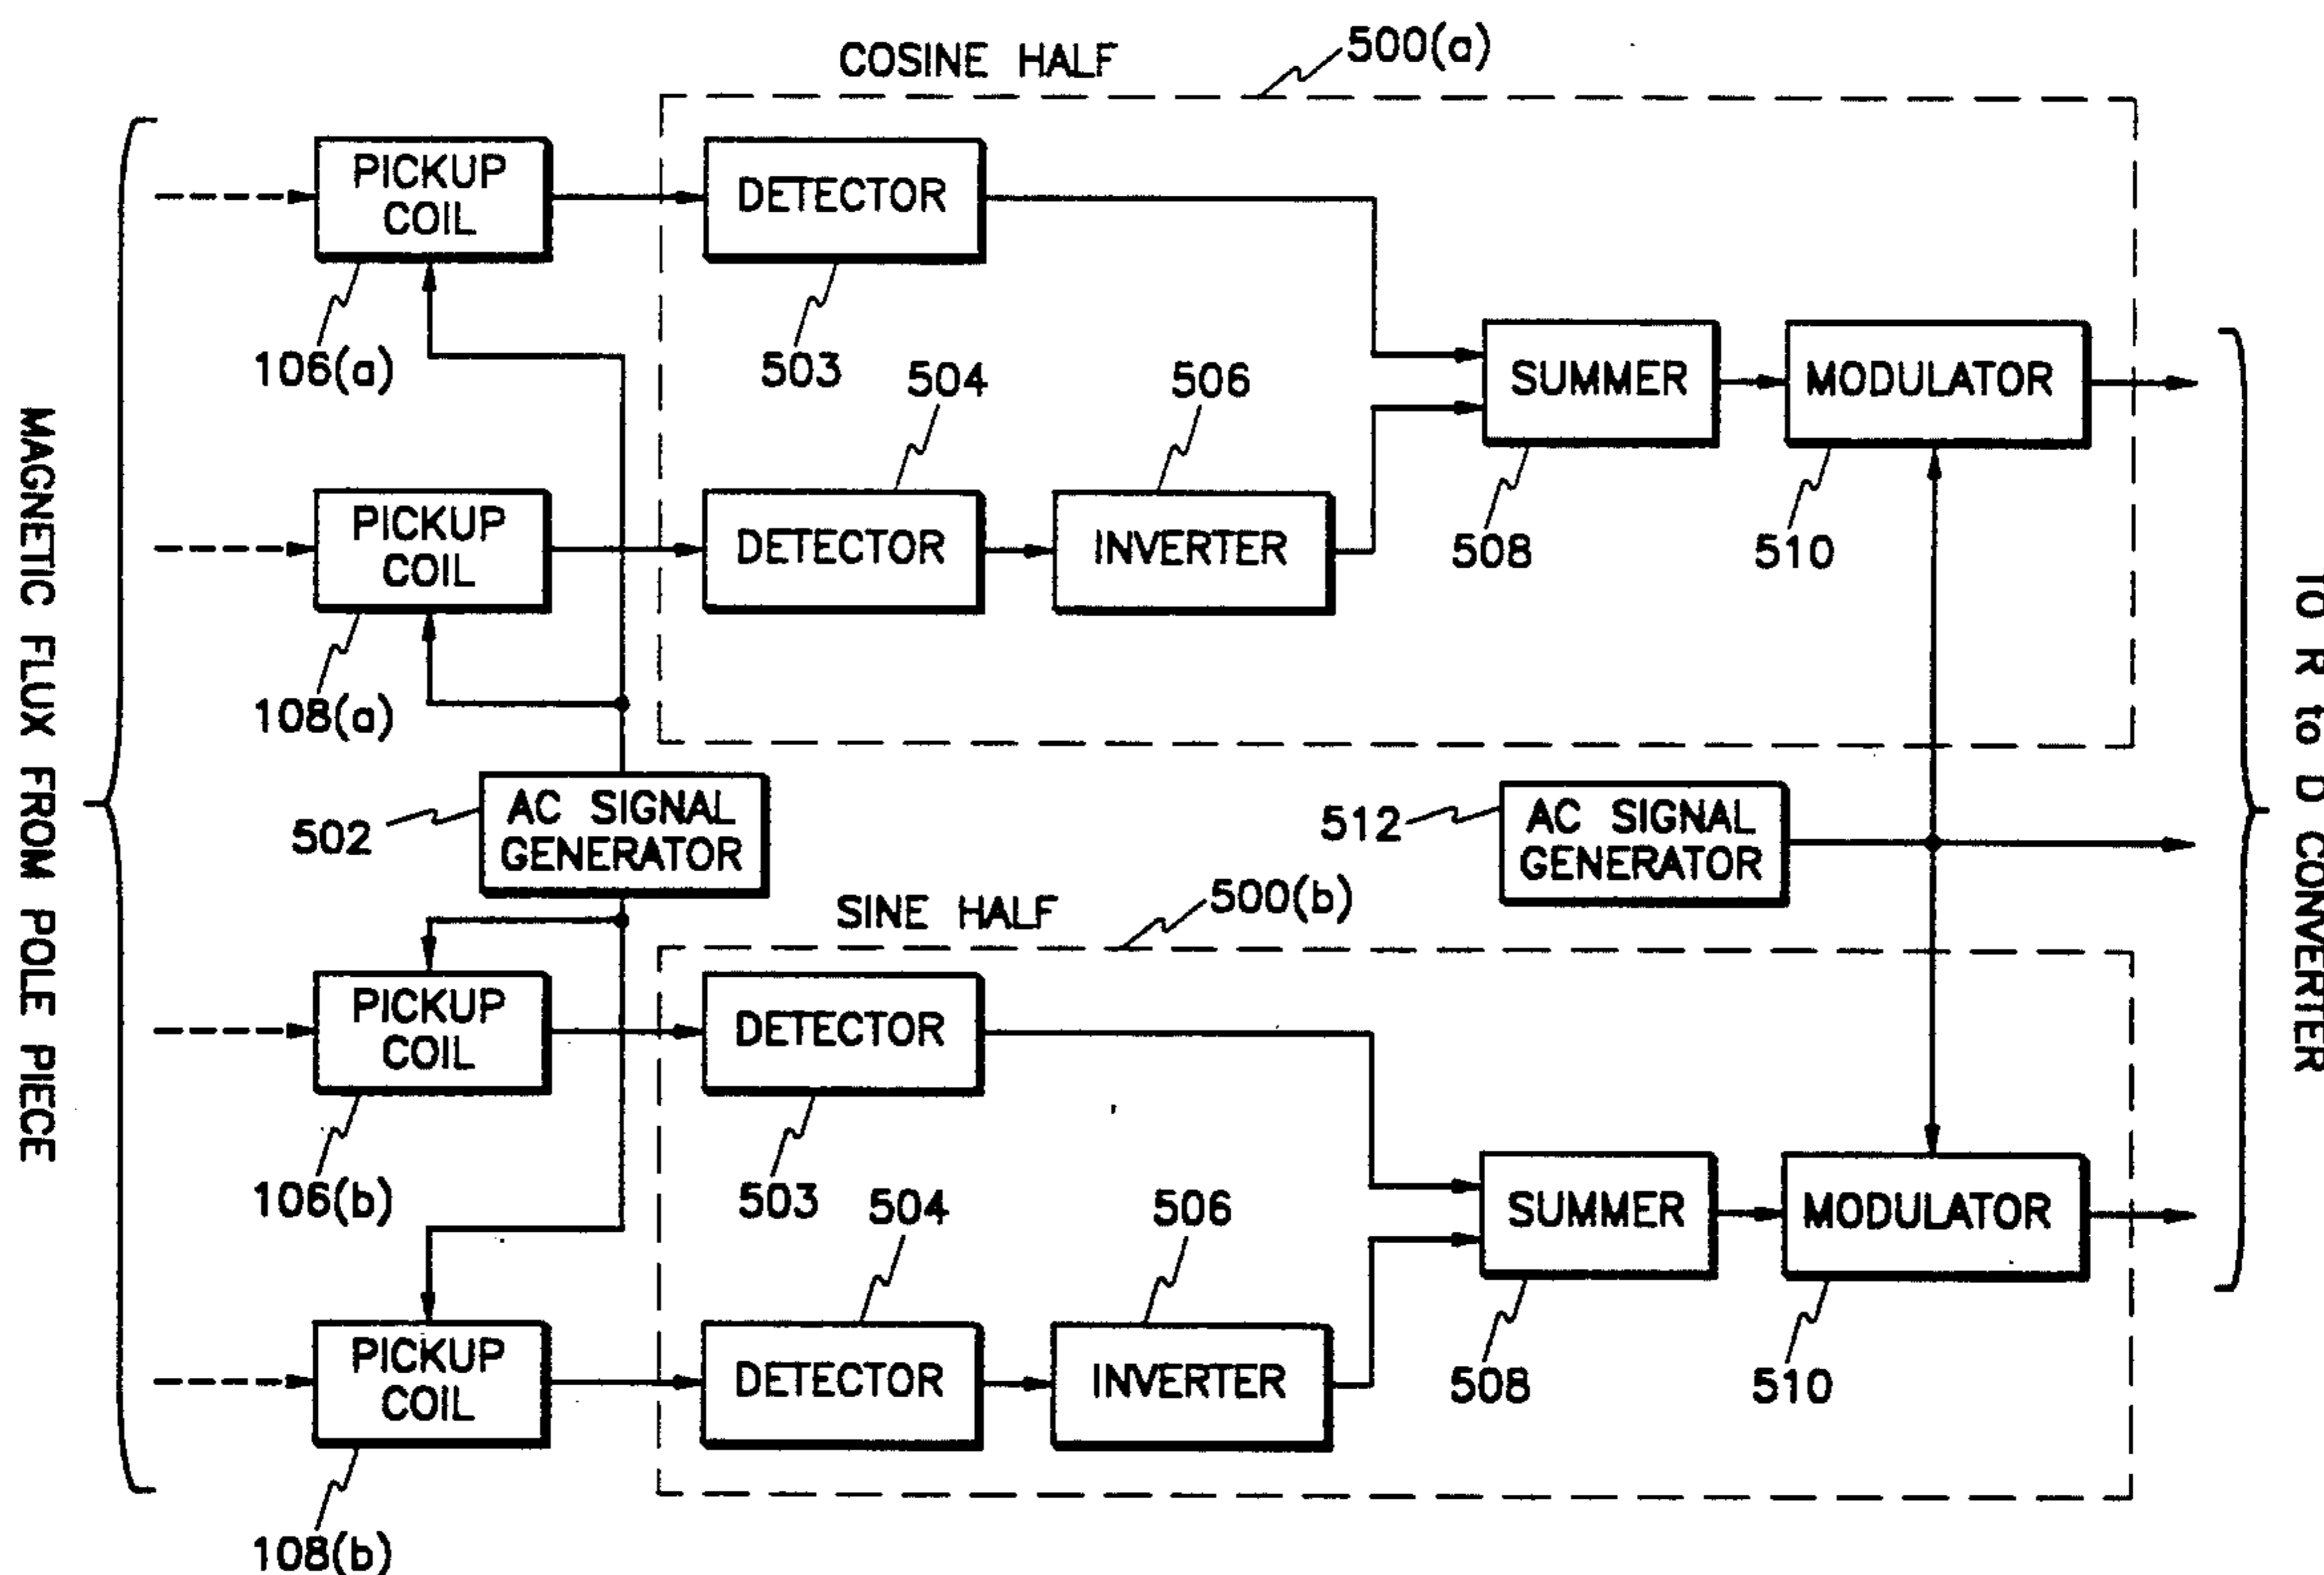 COSINE HALF
500(a)
PICKUP
COIL
DETECTOR
106(a)
503
504
506
SUMMER
MODULATOR
PICKUP
COIL
DETECTOR
INVERTER
508
510
108(a)
MAGNETIC FLUX FROM POLE PIECE
TO R to D CONVERTER
502
AC SIGNAL
GENERATOR
512
AC SIGNAL
GENERATOR
SINE HALF
500(b)
PICKUP
COIL
DETECTOR
106(b)
503
504
506
SUMMER
MODULATOR
PICKUP
COIL
DETECTOR
INVERTER
508
510
108(b)